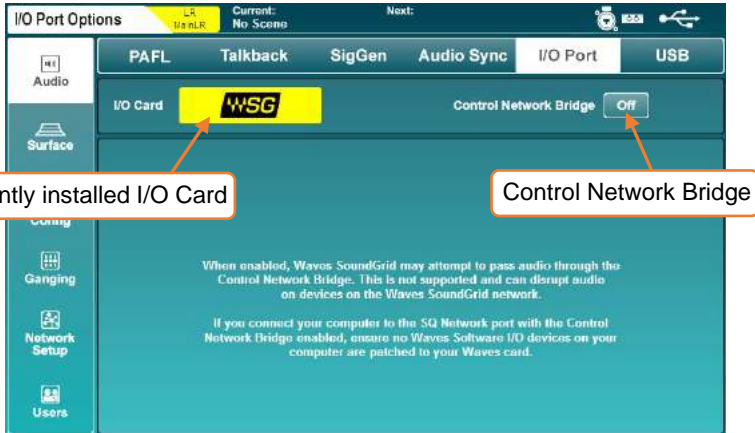 I/O Port Options
LR
MainLR
Current:
No Scene
Next:
Audio
PAFL
Talkback
SigGen
Audio Sync
I/O Port
USB
I/O Card
WSG
Control Network Bridge
Off
Surface
ntly installed I/O Card
Control Network Bridge
Config
Ganging
Network
Setup
Users
When enabled, Waves SoundGrid may attempt to pass audio through the
Control Network Bridge. This is not supported and can disrupt audio
on devices on the Waves SoundGrid network.
If you connect your computer to the SQ Network port with the Control
Network Bridge enabled, ensure no Waves Software I/O devices on your
computer are patched to your Waves card.